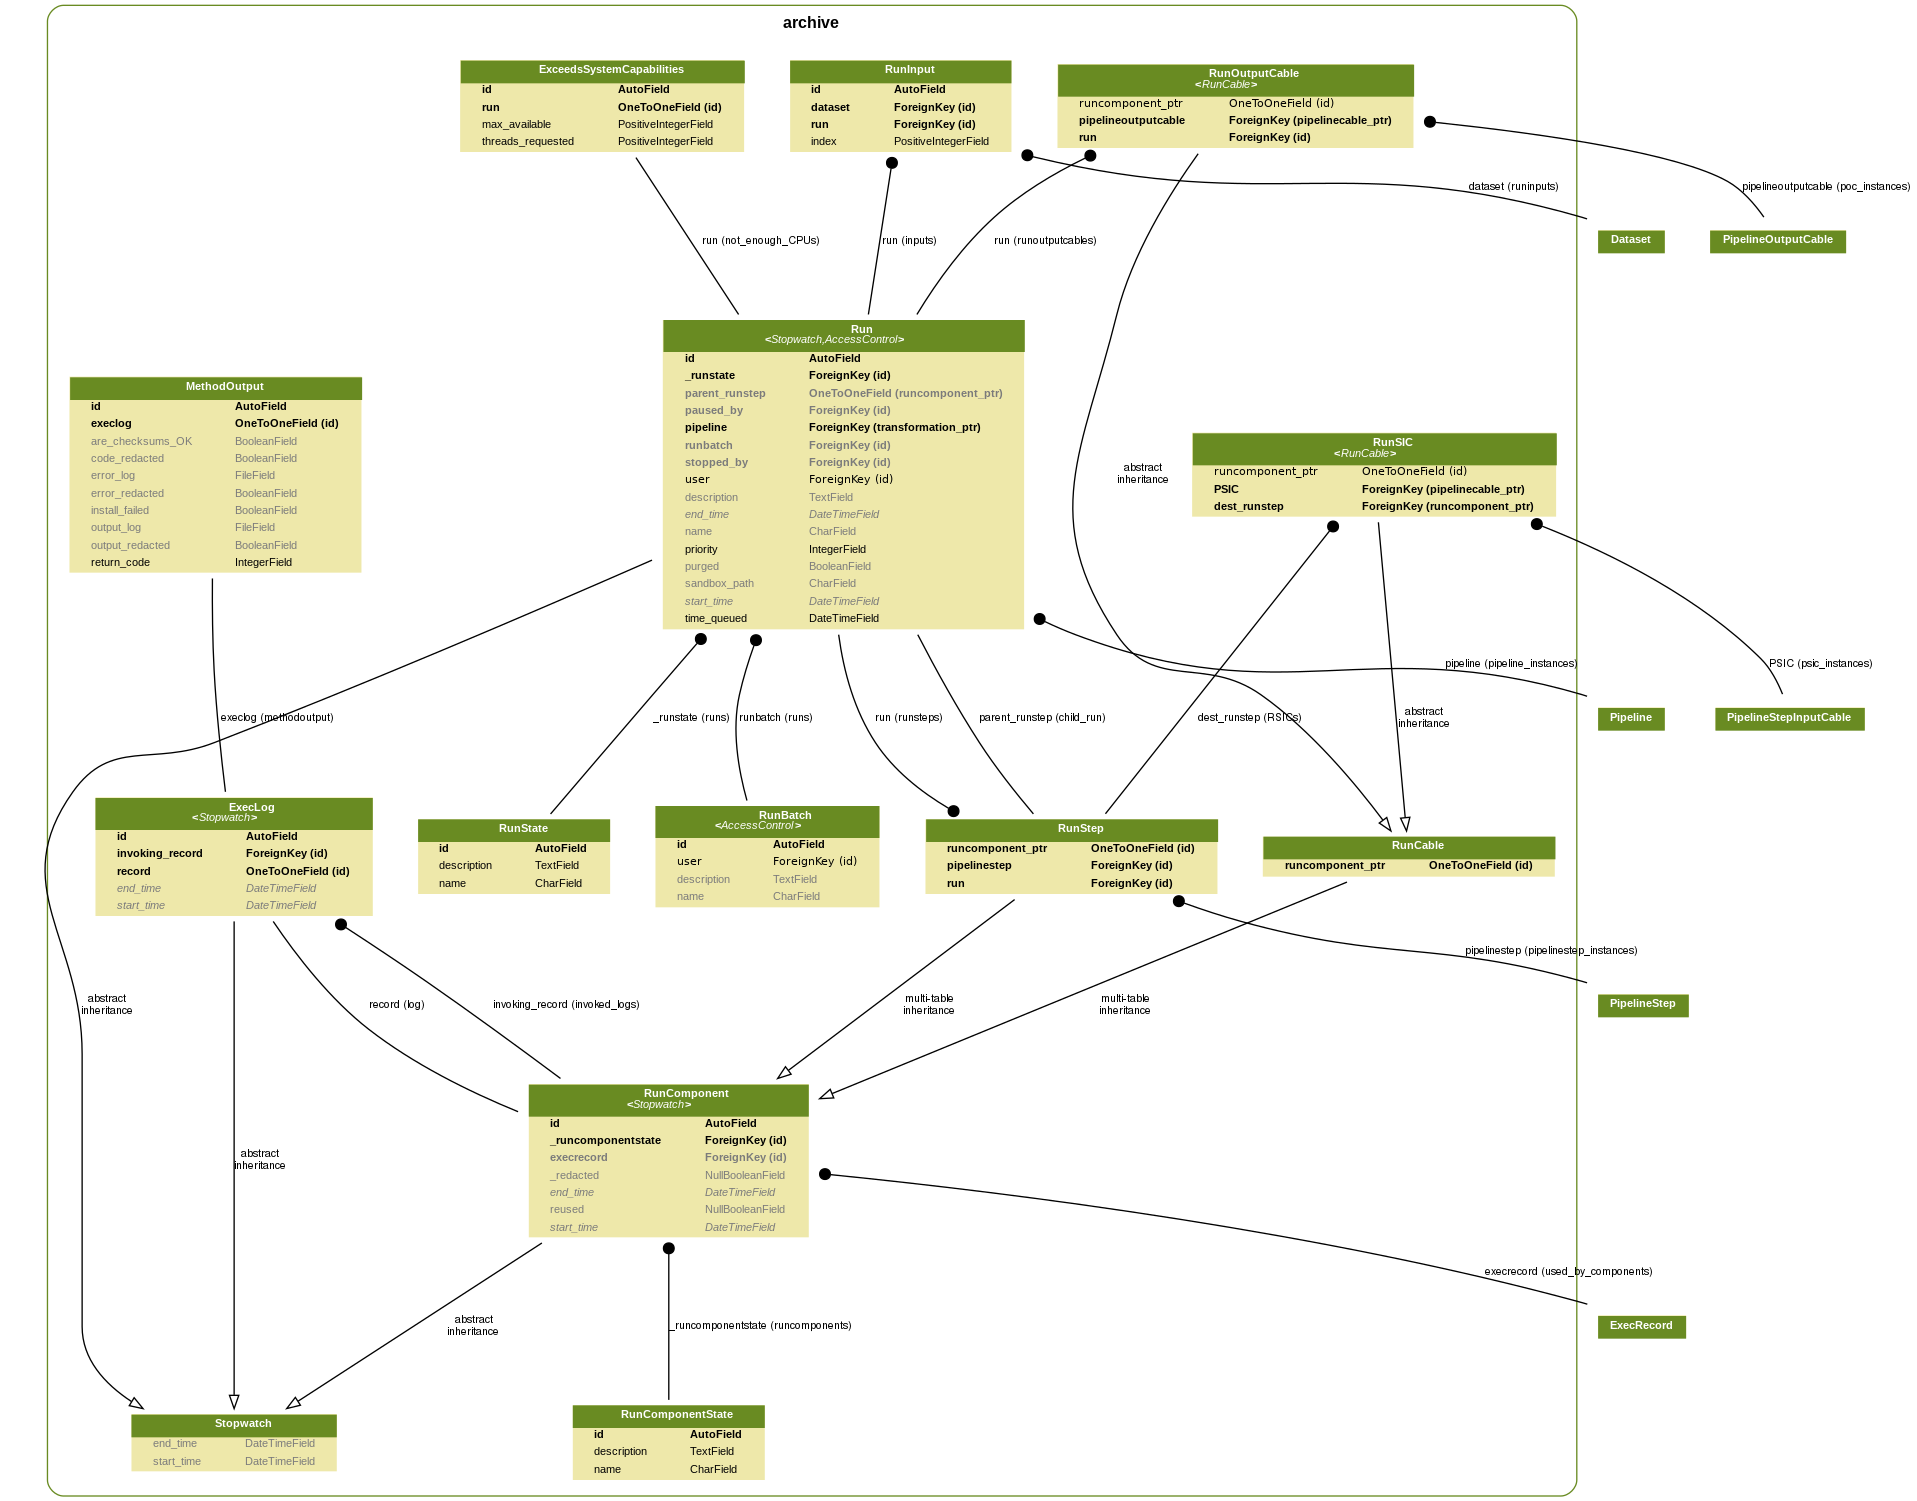 archive
ExceedsSystemCapabilities
id AutoField
run OneToOneField (id)
max_available PositiveIntegerField
threads_requested PositiveIntegerField
RunInput
id AutoField
dataset ForeignKey (id)
run ForeignKey (id)
index PositiveIntegerField
RunOutputCable
<RunCable>
runcomponent_ptr OneToOneField (id)
pipelineoutputcable ForeignKey (pipelinecable_ptr)
run ForeignKey (id)
dataset (runinputs)
pipelineoutputcable (poc_instances)
run (not_enough_CPUs)
run (inputs)
run (runoutputcables)
Dataset
PipelineOutputCable
Run
<Stopwatch,AccessControl>
id AutoField
_runstate ForeignKey (id)
parent_runstep OneToOneField (runcomponent_ptr)
paused_by ForeignKey (id)
pipeline ForeignKey (transformation_ptr)
runbatch ForeignKey (id)
stopped_by ForeignKey (id)
user ForeignKey (id)
description TextField
end_time DateTimeField
name CharField
priority IntegerField
purged BooleanField
sandbox_path CharField
start_time DateTimeField
time_queued DateTimeField
MethodOutput
id AutoField
execlog OneToOneField (id)
are_checksums_OK BooleanField
code_redacted BooleanField
error_log FileField
error_redacted BooleanField
install_failed BooleanField
output_log FileField
output_redacted BooleanField
return_code IntegerField
abstract
inheritance
RunSIC
<RunCable>
runcomponent_ptr OneToOneField (id)
PSIC ForeignKey (pipelinecable_ptr)
dest_runstep ForeignKey (runcomponent_ptr)
pipeline (pipeline_instances)
PSIC (psic_instances)
execlog (methodoutput)
_runstate (runs)
runbatch (runs)
run (runsteps)
parent_runstep (child_run)
dest_runstep (RSICs)
abstract
inheritance
Pipeline
PipelineStepInputCable
ExecLog
<Stopwatch>
id AutoField
invoking_record ForeignKey (id)
record OneToOneField (id)
end_time DateTimeField
start_time DateTimeField
RunState
id AutoField
description TextField
name CharField
RunBatch
<AccessControl>
id AutoField
user ForeignKey (id)
description TextField
name CharField
RunStep
runcomponent_ptr OneToOneField (id)
pipelinestep ForeignKey (id)
run ForeignKey (id)
RunCable
runcomponent_ptr OneToOneField (id)
pipelinestep (pipelinestep_instances)
abstract
inheritance
record (log)
invoking_record (invoked_logs)
multi-table
inheritance
multi-table
inheritance
PipelineStep
RunComponent
<Stopwatch>
id AutoField
_runcomponentstate ForeignKey (id)
execrecord ForeignKey (id)
_redacted NullBooleanField
end_time DateTimeField
reused NullBooleanField
start_time DateTimeField
abstract
inheritance
execrecord (used_by_components)
abstract
inheritance
_runcomponentstate (runcomponents)
ExecRecord
Stopwatch
end_time DateTimeField
start_time DateTimeField
RunComponentState
id AutoField
description TextField
name CharField